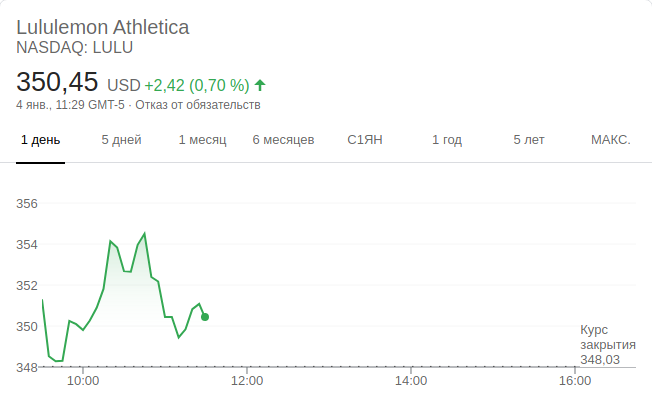 Lululemon Athletica
NASDAQ: LULU
350,45 USD +2,42 (0,70 %)
4 янв., 11:29 GMT-5 · Отказ от обязательств
1 день 5 дней 1 месяц 6 месяцев С1ЯН 1 год 5 лет МАКС.
356
354
352
350
Курс
закрытия
348,03
348
10:00 12:00 14:00 16:00